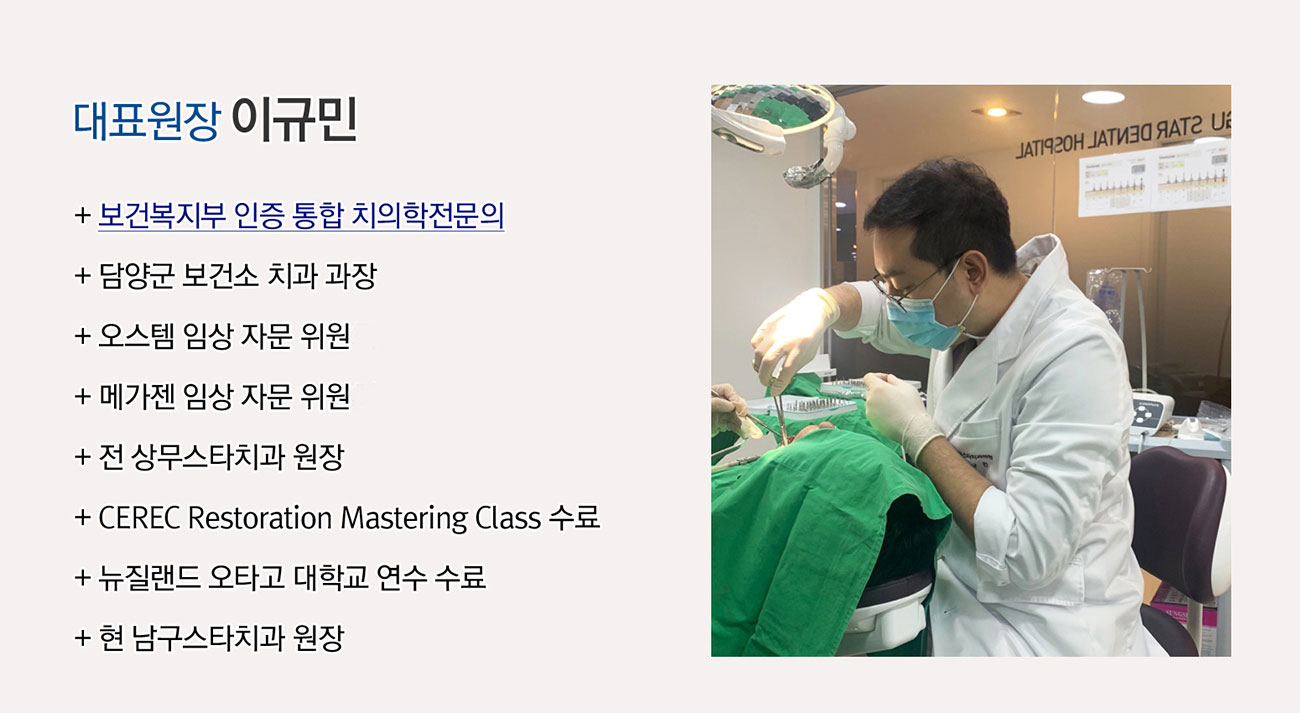 대표원장 이규민
+ 보건복지부 인증 통합 치의학전문의
+ 담양군 보건소 치과 과장
+ 오스템 임상 자문 위원
+ 메가젠 임상 자문 위원
+ 전 상무스타치과 원장
+ CEREC Restoration Mastering Class 수료
+ 뉴질랜드 오타고 대학교 연수 수료
+ 현 남구스타치과 원장
GU STAR DENTAL HOSPITAL